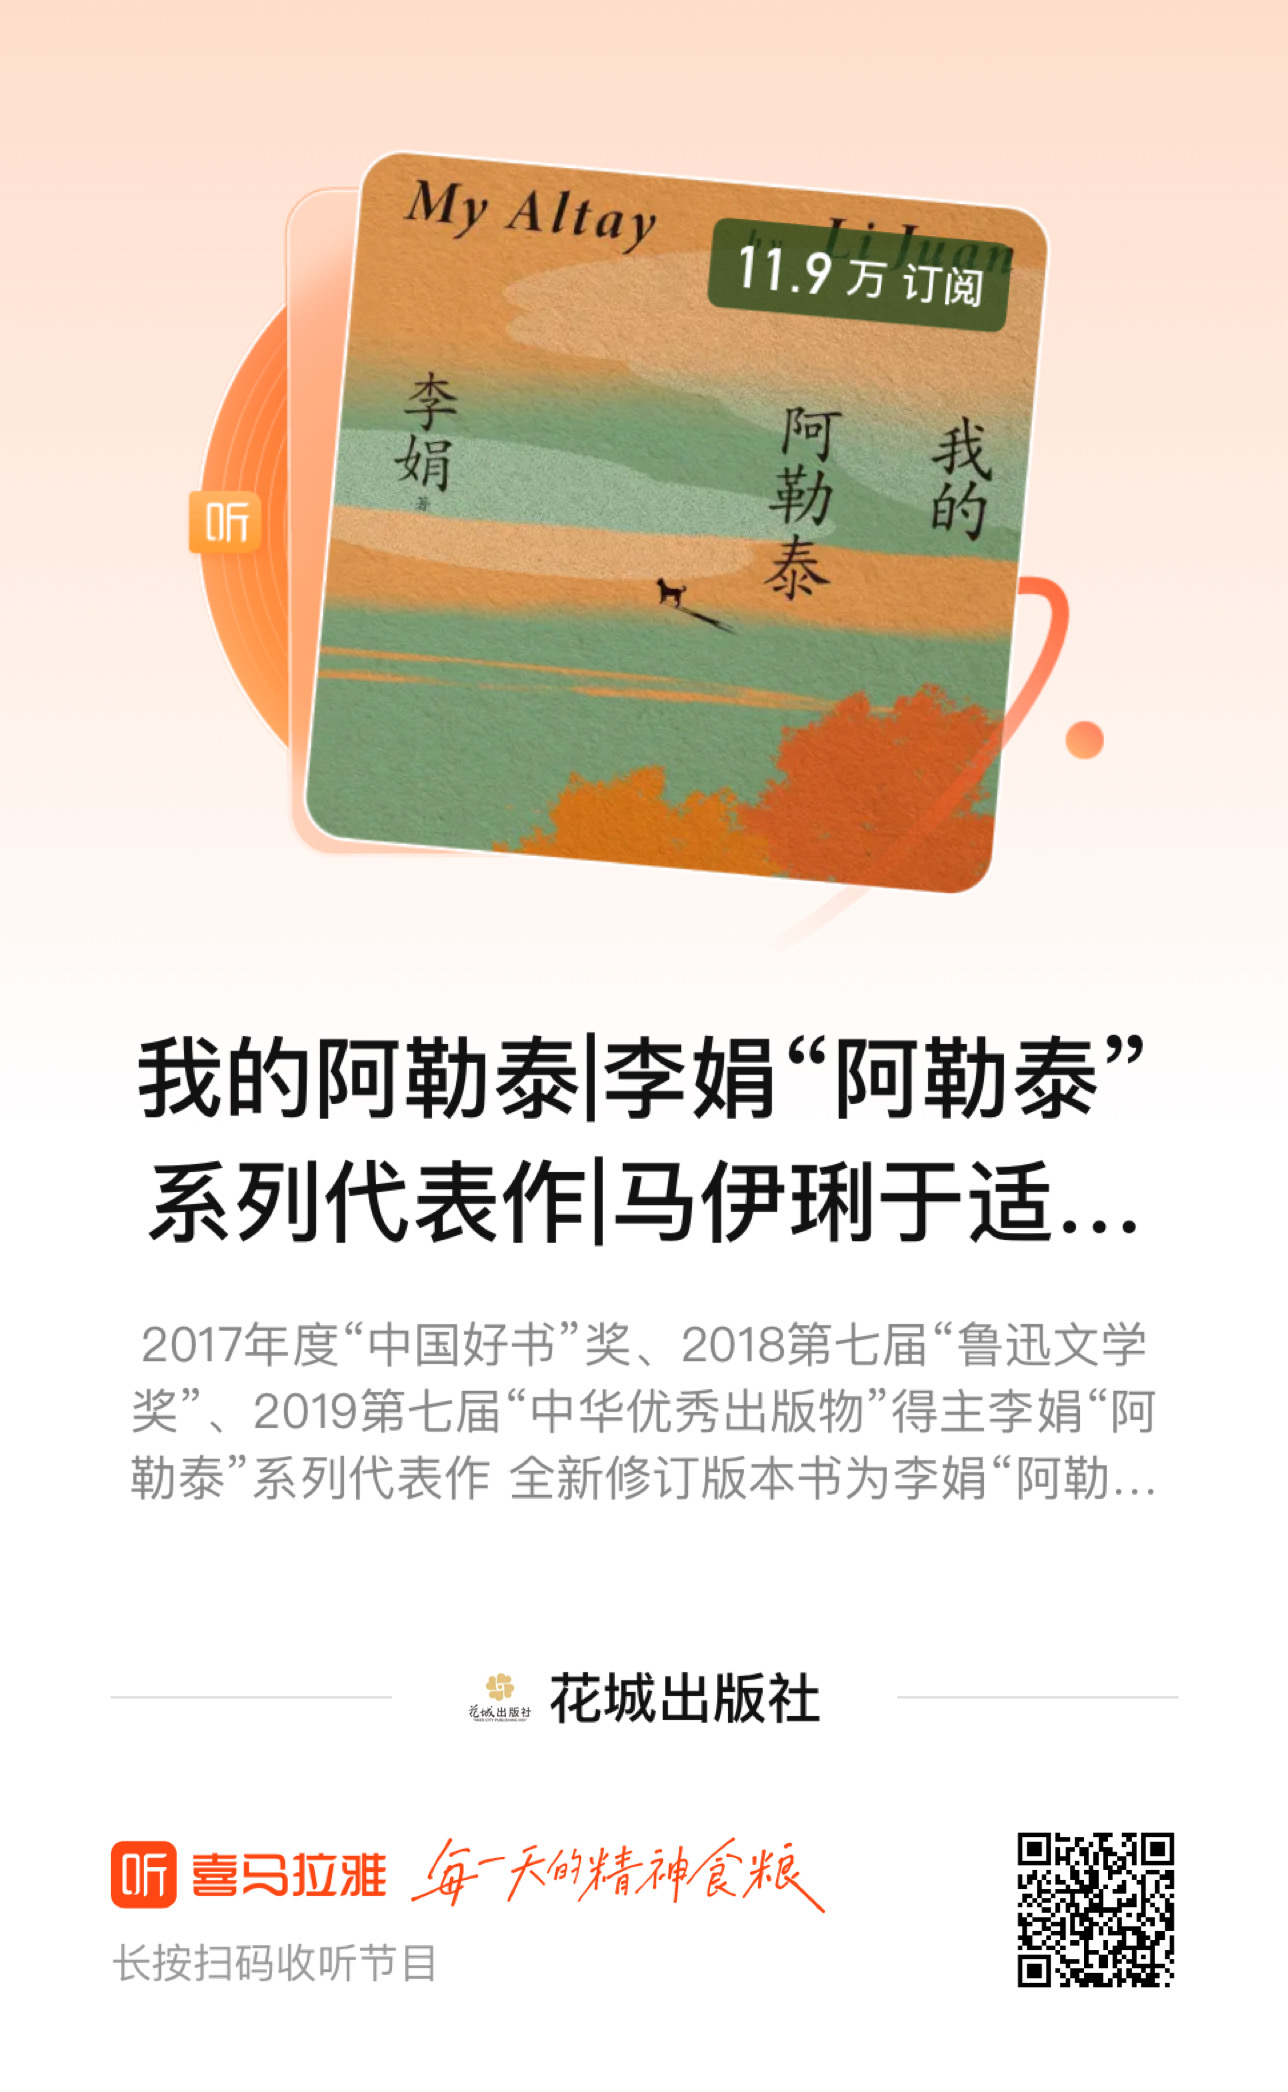 My Altay
by Li Juan
11.9 万 订阅
我的
阿勒泰
李娟
著
听
我的阿勒泰|李娟“阿勒泰”
系列代表作|马伊琍于适...
2017年度“中国好书”奖、2018第七届“鲁迅文学
奖”、2019第七届“中华优秀出版物”得主李娟“阿
勒泰”系列代表作 全新修订版本书为李娟“阿勒...
花城出版社
花城出版社
听 喜马拉雅 每一天的精神食粮
长按扫码收听节目